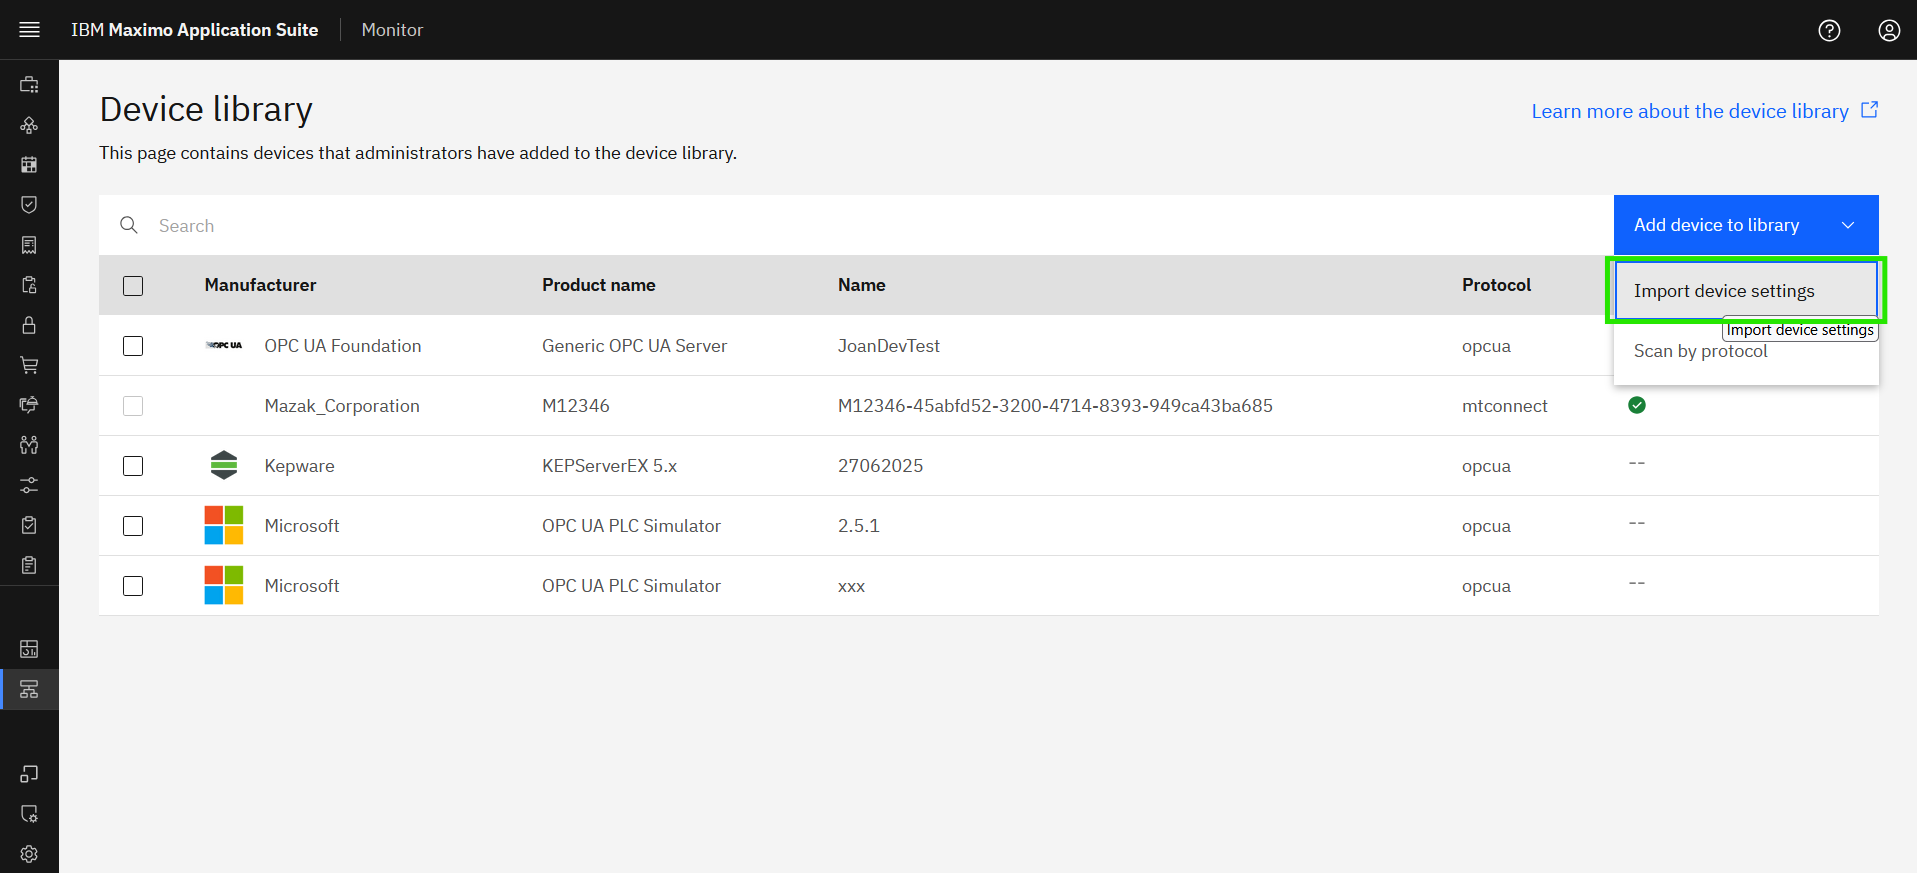 IBM Maximo Application Suite Monitor
Device library
Learn more about the device library
This page contains devices that administrators have added to the device library.
Search
Add device to library
Manufacturer Product name Name Protocol
Import device settings
Import device settings
Scan by protocol
OPC UA OPC UA Foundation Generic OPC UA Server JoanDevTest opcua
Mazak_Corporation M12346 M12346-45abfd52-3200-4714-8393-949ca43ba685 mtconnect
Kepware KEPServerEX 5.x 27062025 opcua --
Microsoft OPC UA PLC Simulator 2.5.1 opcua --
Microsoft OPC UA PLC Simulator xxx opcua --